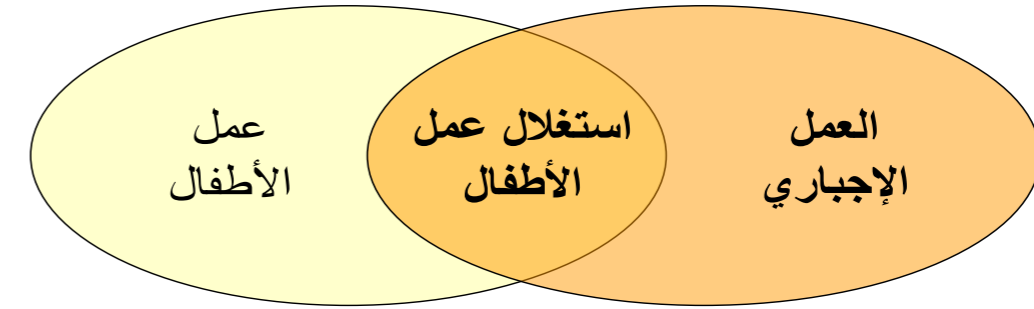 العمل
الإجباري
استغلال عمل
الأطفال
عمل
الأطفال